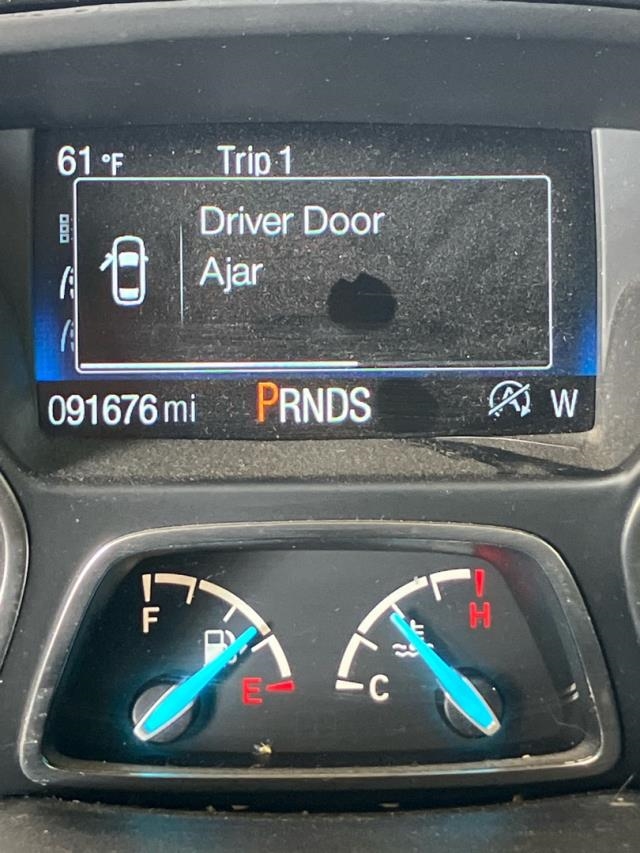 61 °F Trip 1
Driver Door
Ajar
091676 mi PRNDS A W
F H
E C